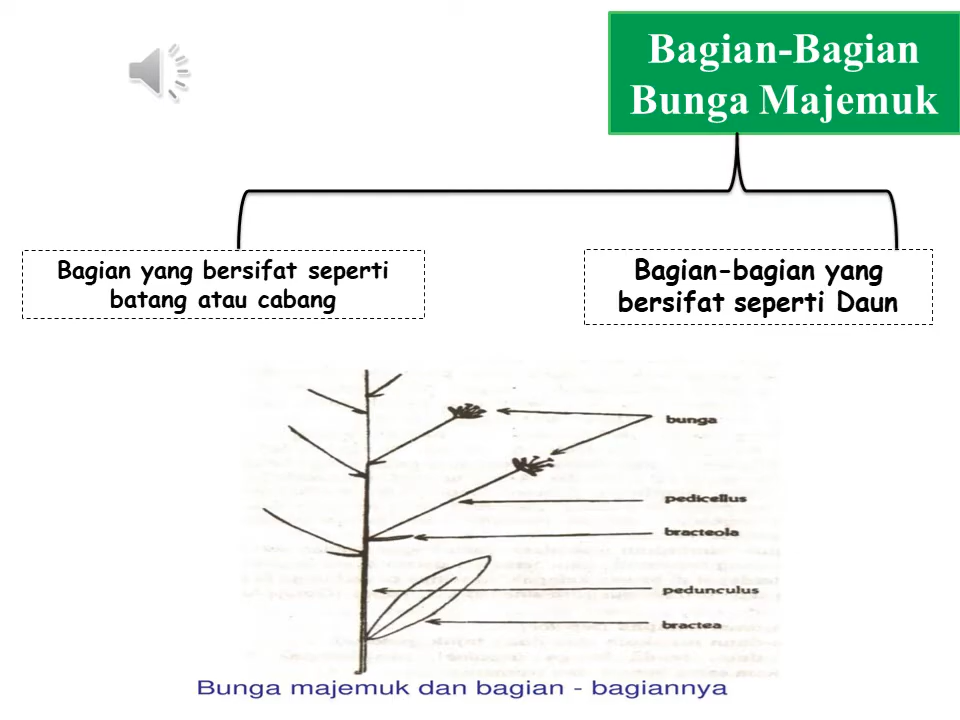 Bagian-Bagian
Bunga Majemuk
Bagian yang bersifat seperti
batang atau cabang
Bagian-bagian yang
bersifat seperti Daun
bunga
pedicellus
bracteola
pedunculus
bractea
Bunga majemuk dan bagian - bagiannya